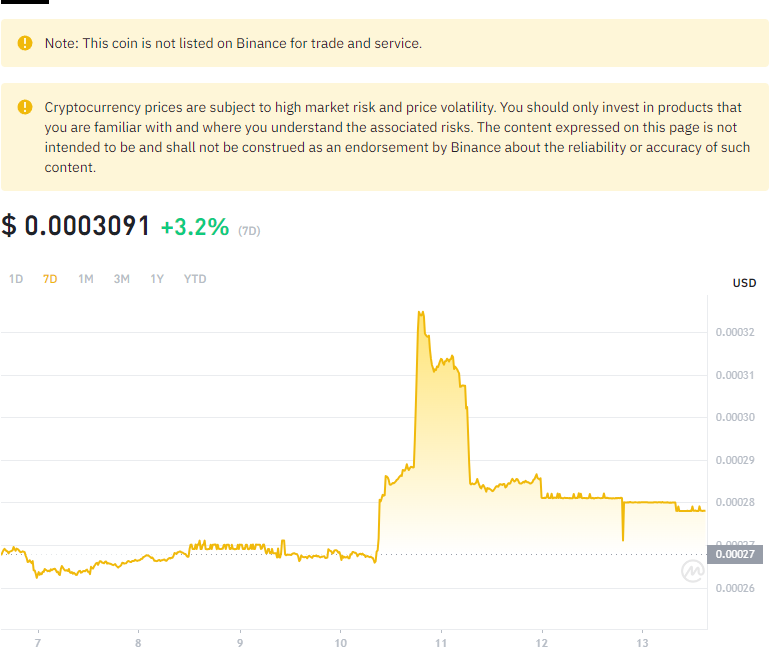 Note: This coin is not listed on Binance for trade and service.
Cryptocurrency prices are subject to high market risk and price volatility. You should only invest in products that
you are familiar with and where you understand the associated risks. The content expressed on this page is not
intended to be and shall not be construed as an endorsement by Binance about the reliability or accuracy of such
content.
$ 0.0003091 +3.2% (7D)
1D 7D 1M 3M 1Y YTD
USD
0.00032
0.00031
0.00030
0.00029
0.00028
0.00027
0.00027
0.00026
7 8 9 10 11 12 13